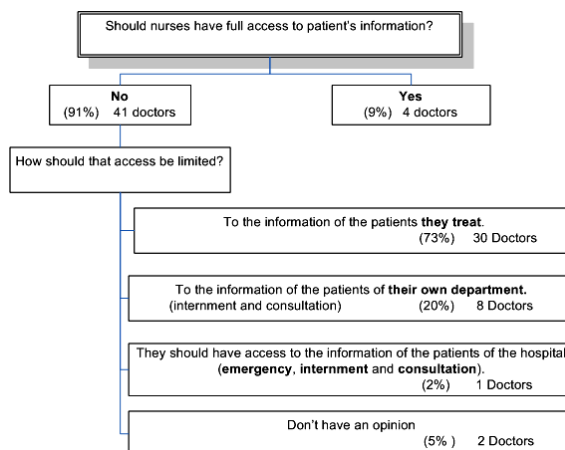 Should nurses have full access to patient's information?
No
(91%) 41 doctors
Yes
(9%) 4 doctors
How should that access be limited?
To the information of the patients they treat.
(73%) 30 Doctors
To the information of the patients of their own department.
(internment and consultation) (20%) 8 Doctors
They should have access to the information of the patients of the hospital
(emergency, internment and consultation).
(2%) 1 Doctors
Don't have an opinion
(5% ) 2 Doctors